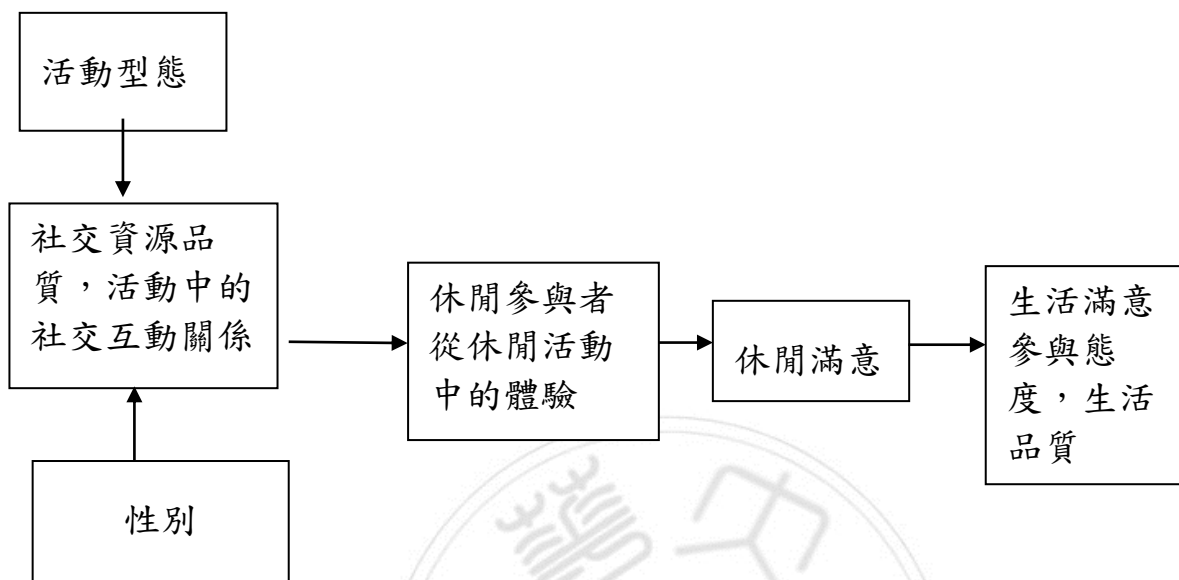 活動型態
社交資源品
質，活動中的
社交互動關係
性別
休閒參與者
從休閒活動
中的體驗
休閒滿意
生活滿意
參與態
度，生活
品質